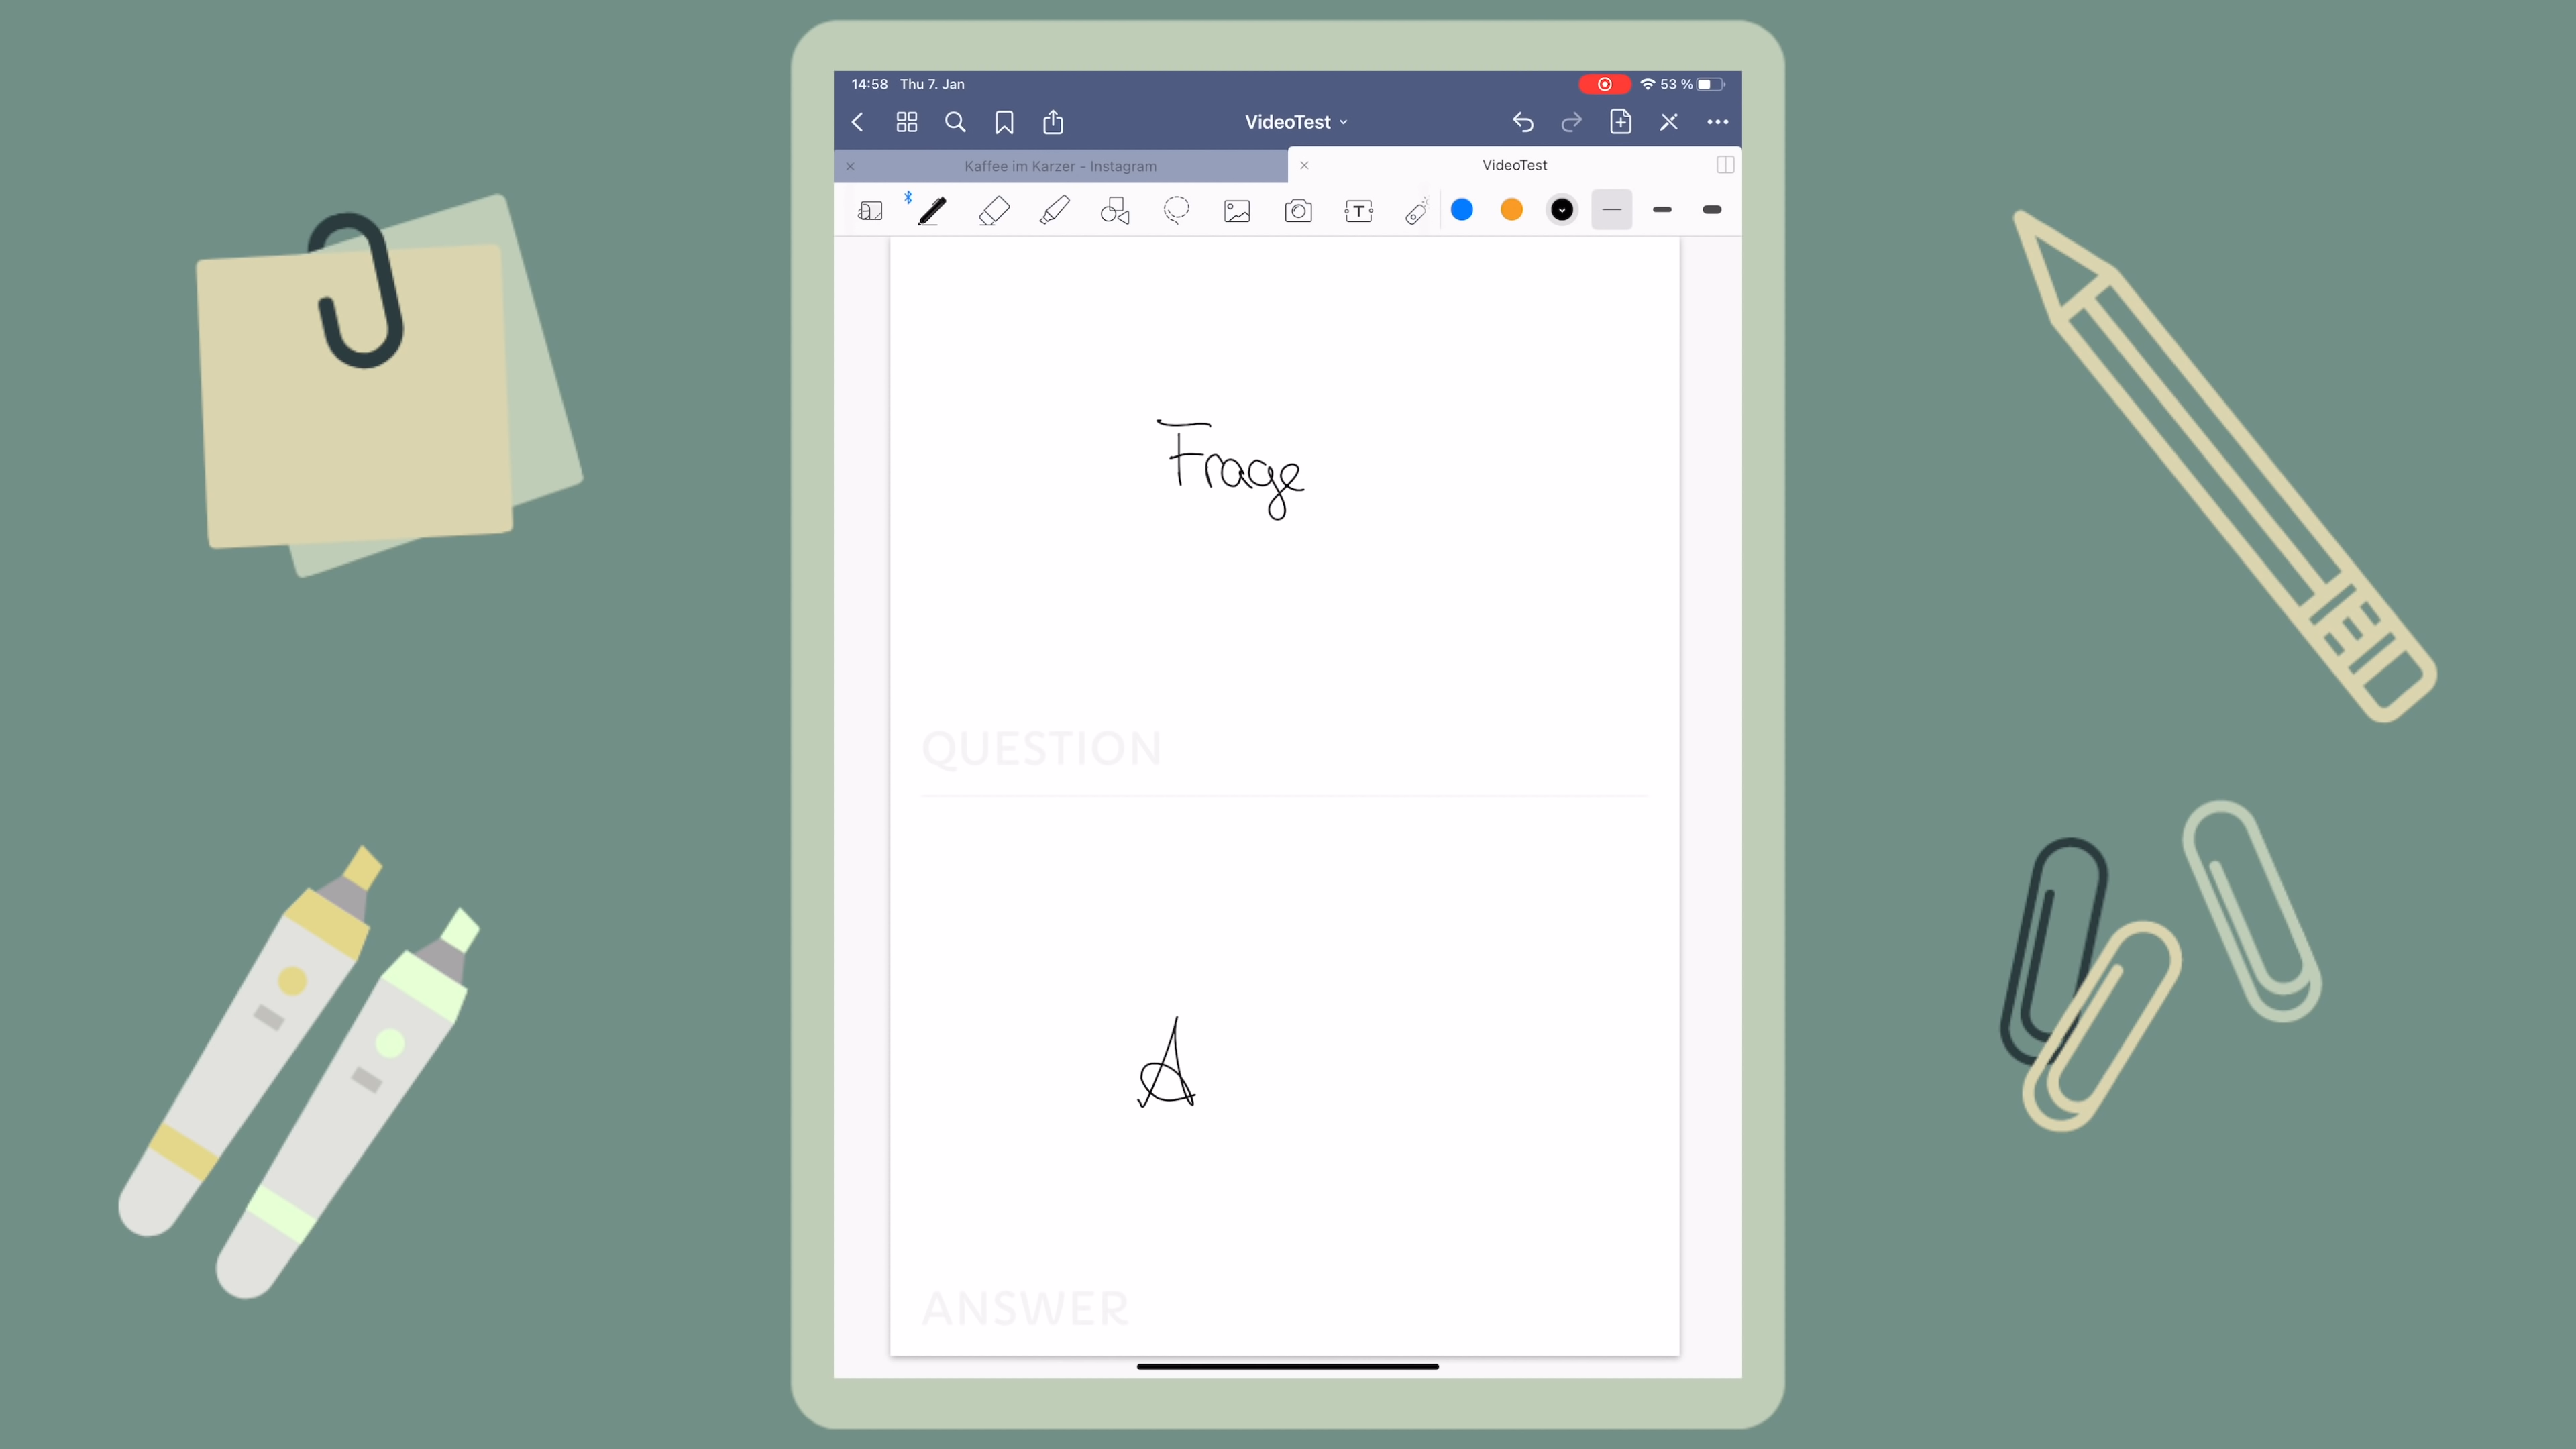 14:58 Thu 7. Jan 53 %
VideoTest
Kaffee im Karzer - Instagram VideoTest
T
Frage
QUESTION
A
ANSWER